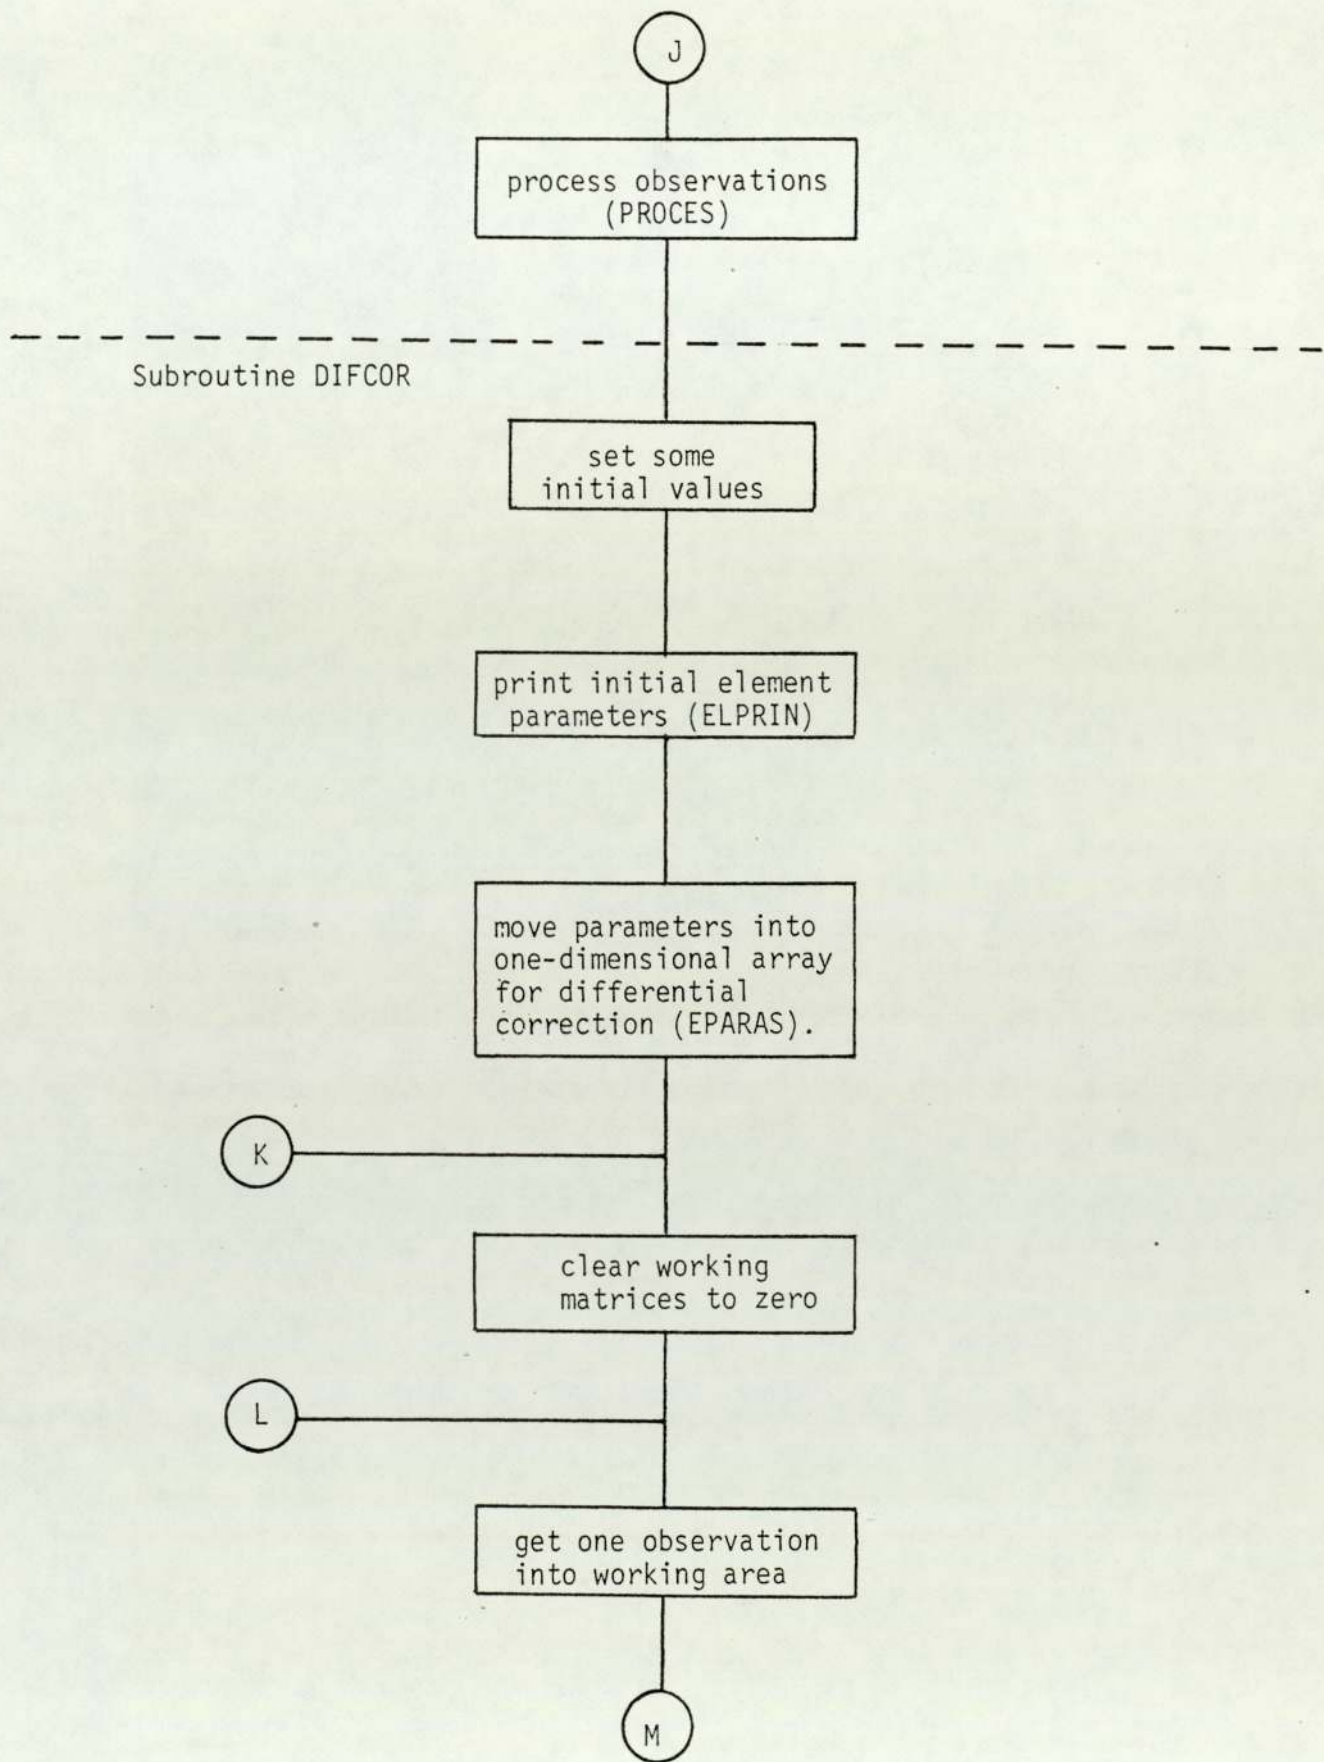 J
process observations
(PROCES)
Subroutine DIFCOR
set some
initial values
print initial element
parameters (ELPRIN)
move parameters into
one-dimensional array
for differential
correction (EPARAS).
K
clear working
matrices to zero
L
get one observation
into working area
M